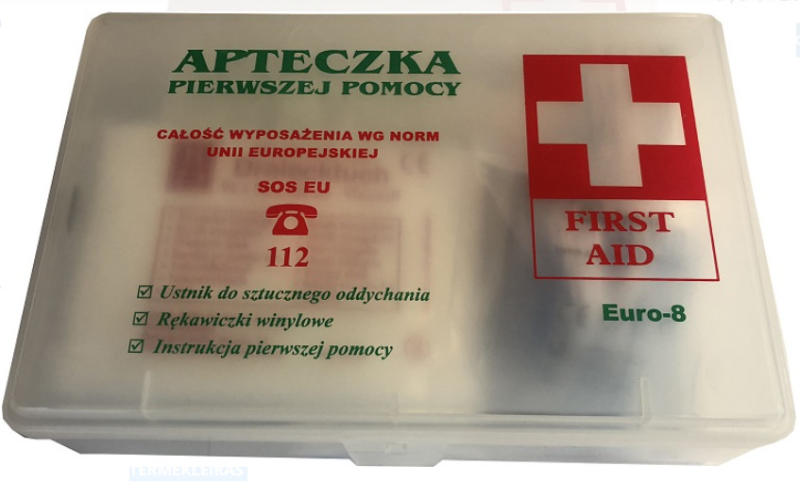 APTECZKA
PIERWSZEJ POMOCY
CAŁOŚĆ WYPOSAŻENIA WG NORM
UNII EUROPEJSKIEJ
SOS EU
112
Ustnik do sztucznego oddychania
Rękawiczki winylowe
Instrukcja pierwszej pomocy
FIRST
AID
Euro-8
TERMEKLEIRAS